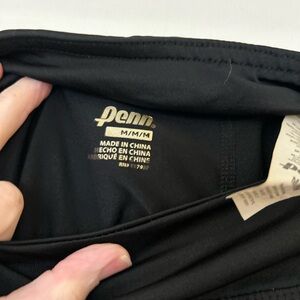 Penn
M/M/M
MADE IN CHINA
HECHO EN CHINA
FABRIQUÉ EN CHINE